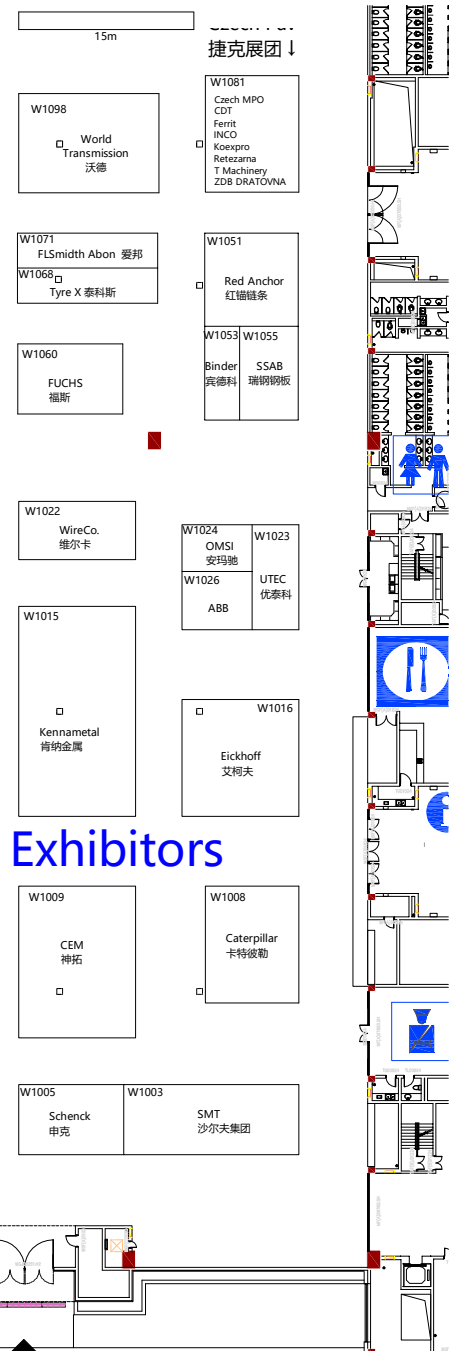 15m
捷克展团↓
W1098
World
Transmission
沃德
W1081
Czech MPO
CDT
Ferrit
INCO
Koexpro
Retezarna
T Machinery
ZDB DRATOVNA
W1071
FLSmidth Abon 爱邦
W1068
Tyre X 泰科斯
W1051
Red Anchor
红锚链条
W1053
Binder
宾德科
W1055
SSAB
瑞钢钢板
W1060
FUCHS
福斯
W1022
WireCo.
维尔卡
W1024
OMSI
安玛驰
W1023
UTEC
优泰科
W1026
ABB
W1015
Kennametal
肯纳金属
W1016
Eickhoff
艾柯夫
Exhibitors
W1009
CEM
神拓
W1008
Caterpillar
卡特彼勒
W1005
Schenck
申克
W1003
SMT
沙尔夫集团